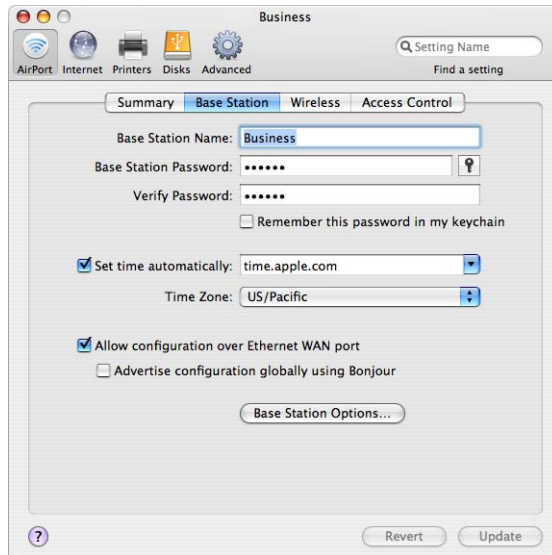 Business
AirPort Internet Printers Disks Advanced
Setting Name
Find a setting
Summary Base Station Wireless Access Control
Base Station Name: Business
Base Station Password: ••••••
Verify Password: ••••••
Remember this password in my keychain
Set time automatically: time.apple.com
Time Zone: US/Pacific
Allow configuration over Ethernet WAN port
Advertise configuration globally using Bonjour
Base Station Options...
? Revert Update